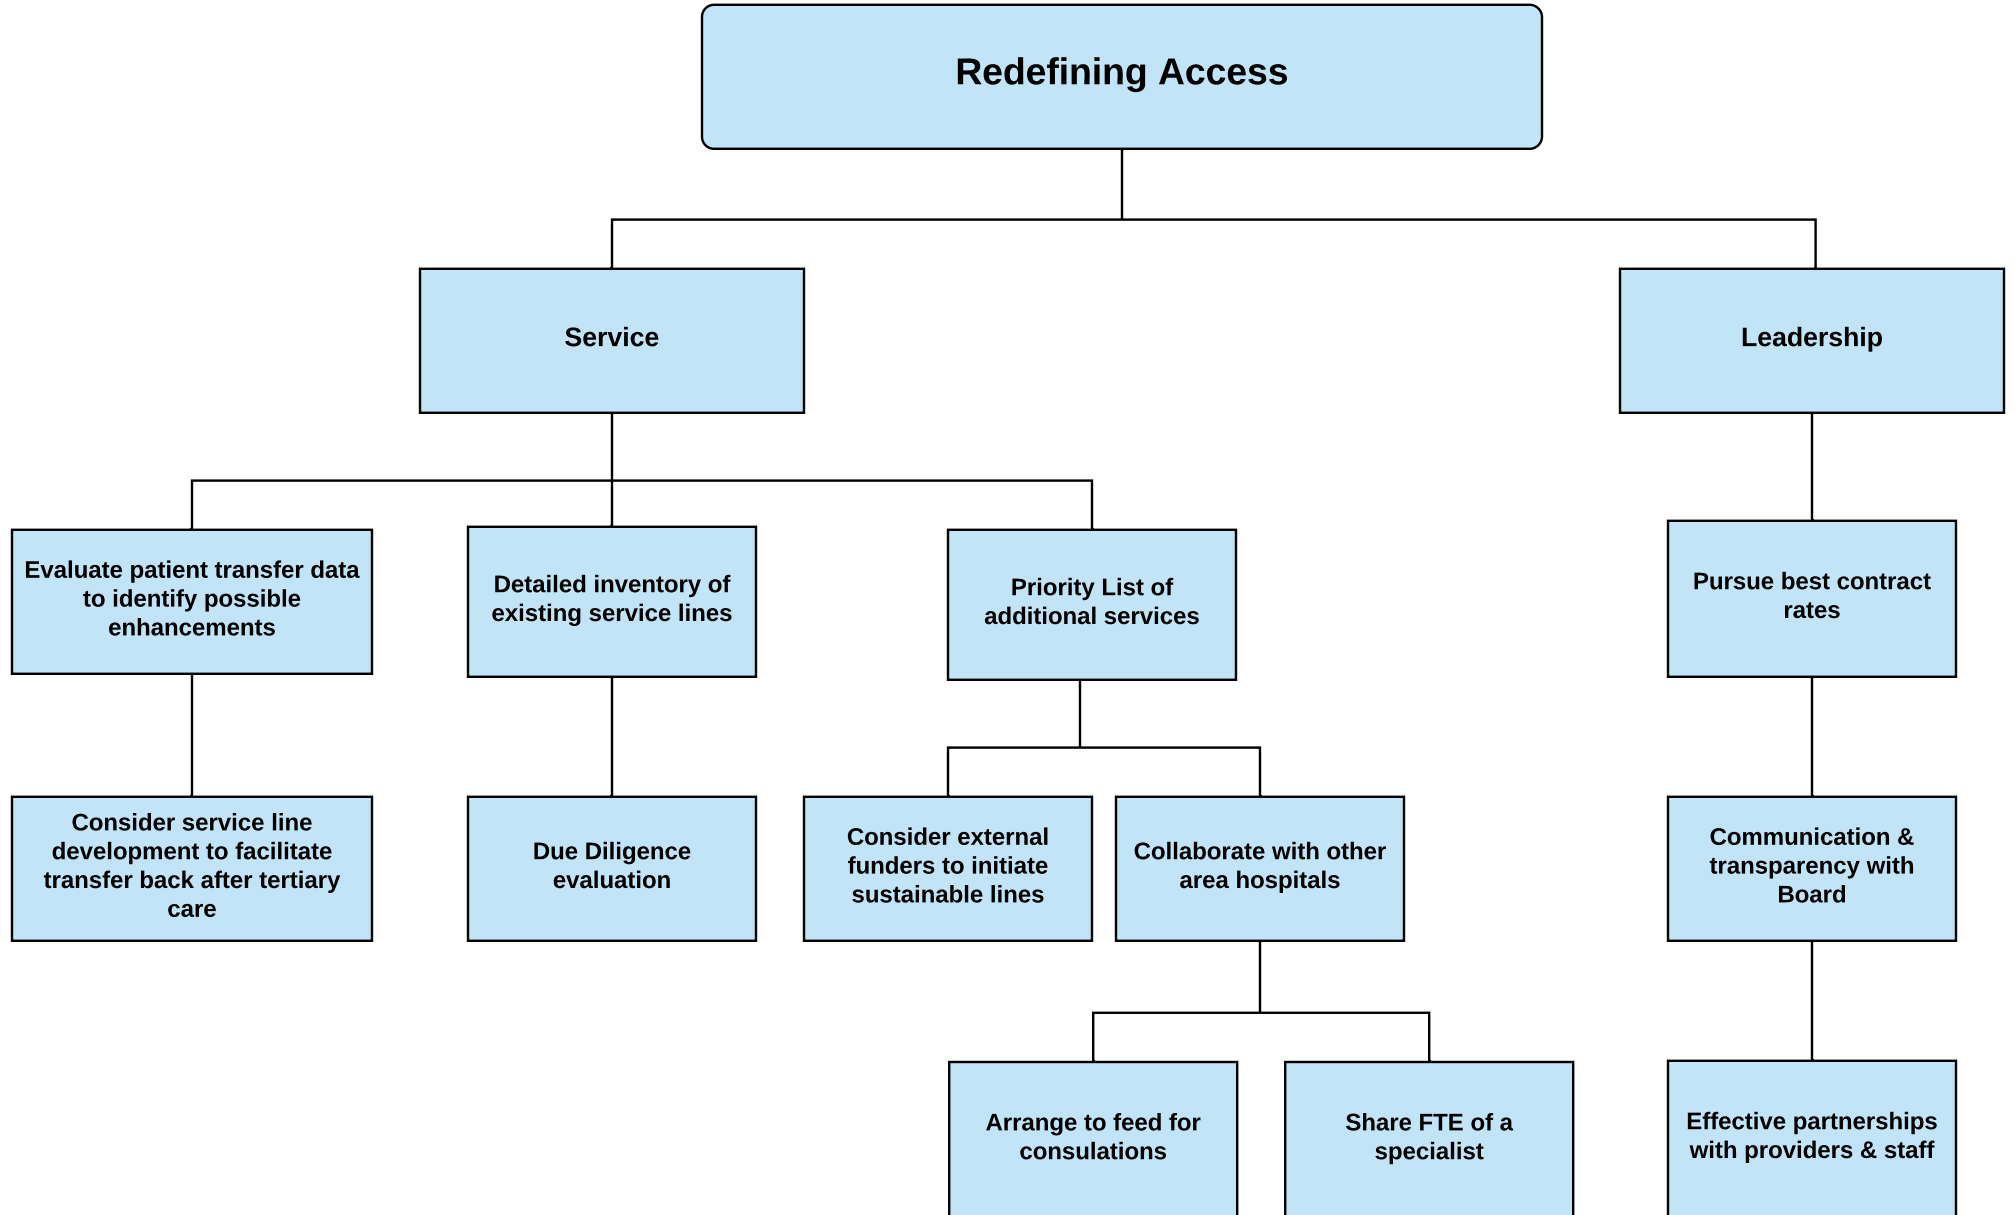 Redefining Access
Service
Leadership
Evaluate patient transfer data
to identify possible
enhancements
Detailed inventory of
existing service lines
Priority List of
additional services
Pursue best contract
rates
Consider service line
development to facilitate
transfer back after tertiary
care
Due Diligence
evaluation
Consider external
funders to initiate
sustainable lines
Collaborate with other
area hospitals
Communication &
transparency with
Board
Arrange to feed for
consulations
Share FTE of a
specialist
Effective partnerships
with providers & staff